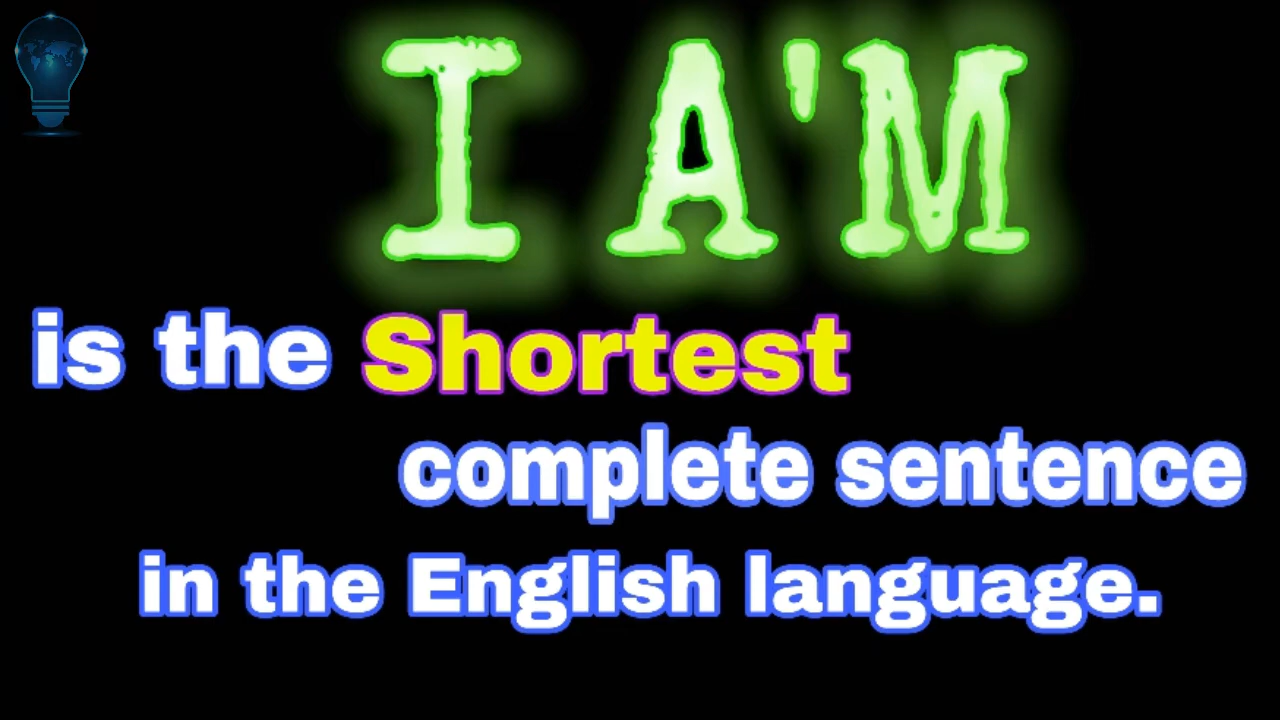 I A'M
is the Shortest
complete sentence
in the English language.